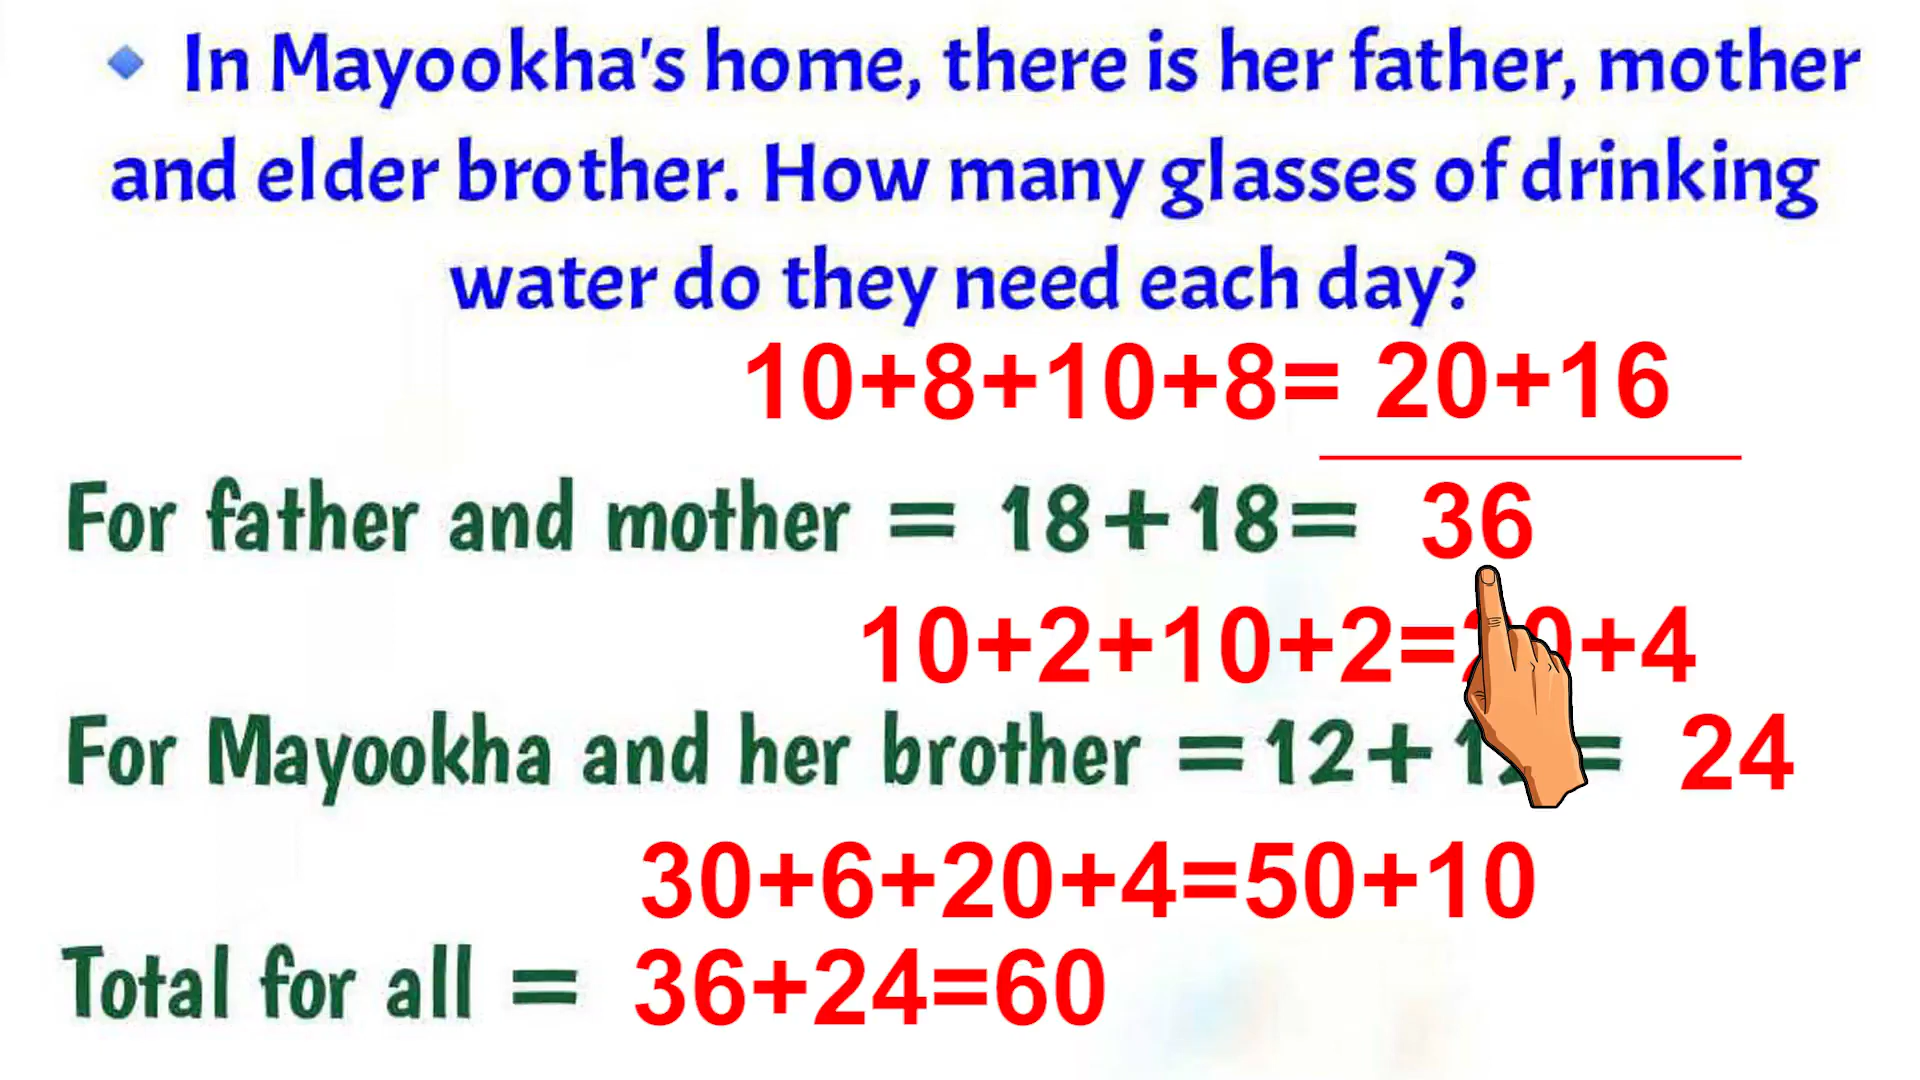 In Mayookha's home, there is her father, mother
and elder brother. How many glasses of drinking
water do they need each day?
10+8+10+8= 20+16
For father and mother = 18+18= 36
10+2+10+2=20+4
For Mayookha and her brother =12+12= 24
30+6+20+4=50+10
Total for all = 36+24=60